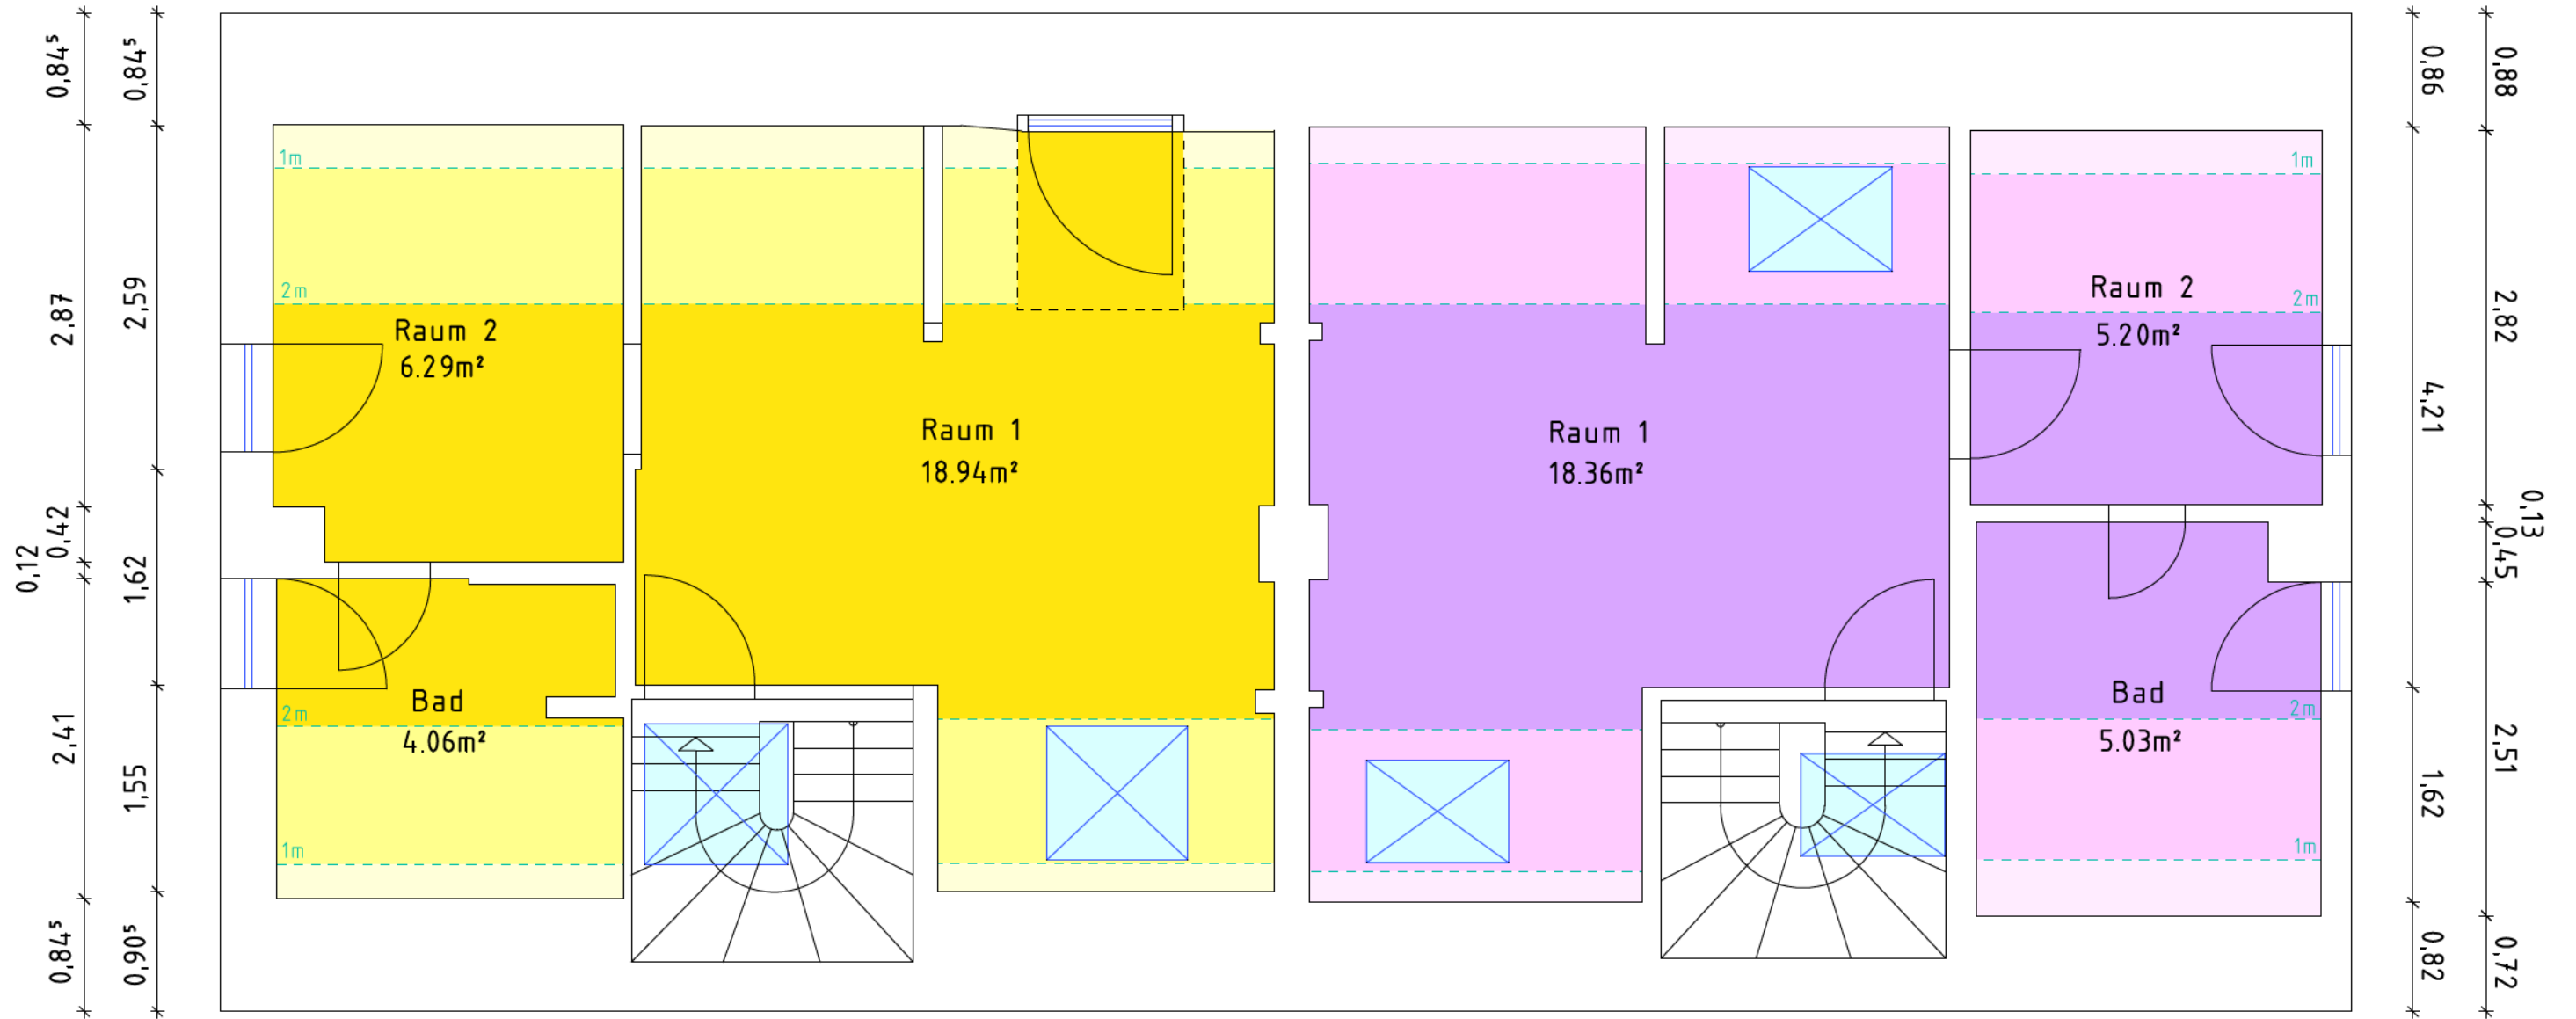 0,84⁵
2,87
0,42
0,12
2,41
0,84⁵
0,84⁵
2,59
1,62
1,55
0,90⁵
1m
2m
Raum 2
6.29m²
Bad
2m
4.06m²
1m
Raum 1
18.94m²
Raum 1
18.36m²
1m
Raum 2
2m
5.20m²
Bad
2m
5.03m²
1m
0,86
4,21
1,62
0,82
0,88
2,82
0,13
0,45
2,51
0,72